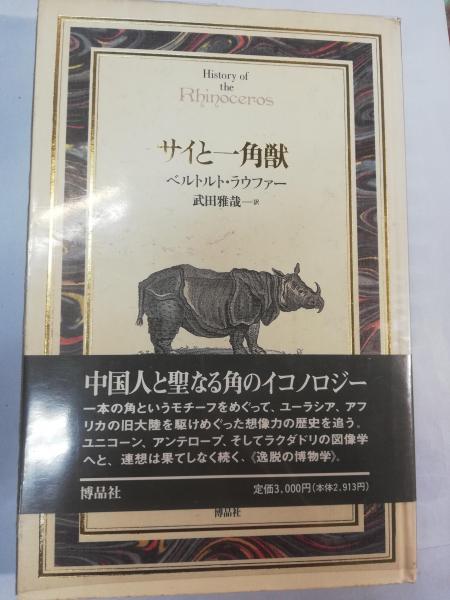 History of
the
Rhinoceros
サイと一角獣
ベルトルト・ラウファー
武田雅哉―訳
中国人と聖なる角のイコノロジー
一本の角というモチーフをめぐって、ユーラシア、アフ
リカの旧大陸を駆けめぐった想像力の歴史を追う。
ユニコーン、アンテロープ、そしてラクダドリの図像学
へと、連想は果てしなく続く、《逸脱の博物学》。
博品社
定価3,000円(本体2,913円)
博品社